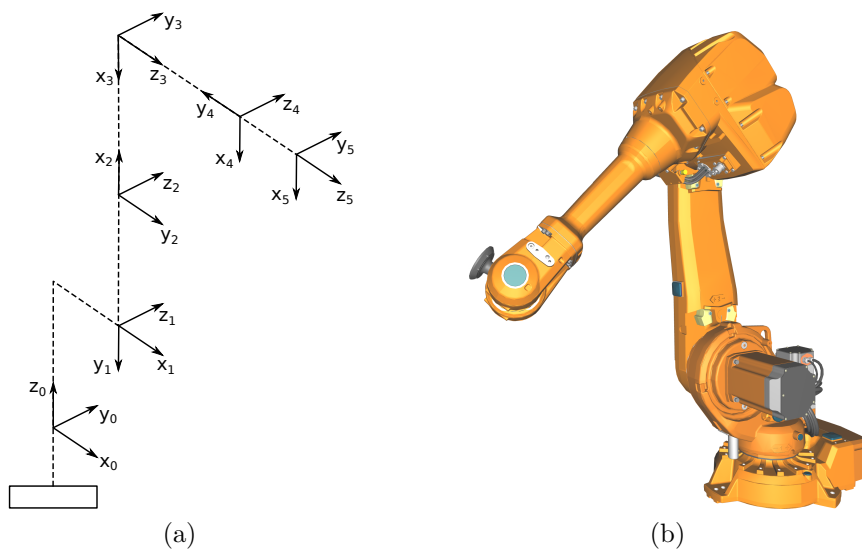 y₃
z₃
x₃
y₄
z₄
x₄
y₅
x₅
z₅
x₂
z₂
y₂
z₁
y₁
x₁
z₀
y₀
x₀
(a)
(b)